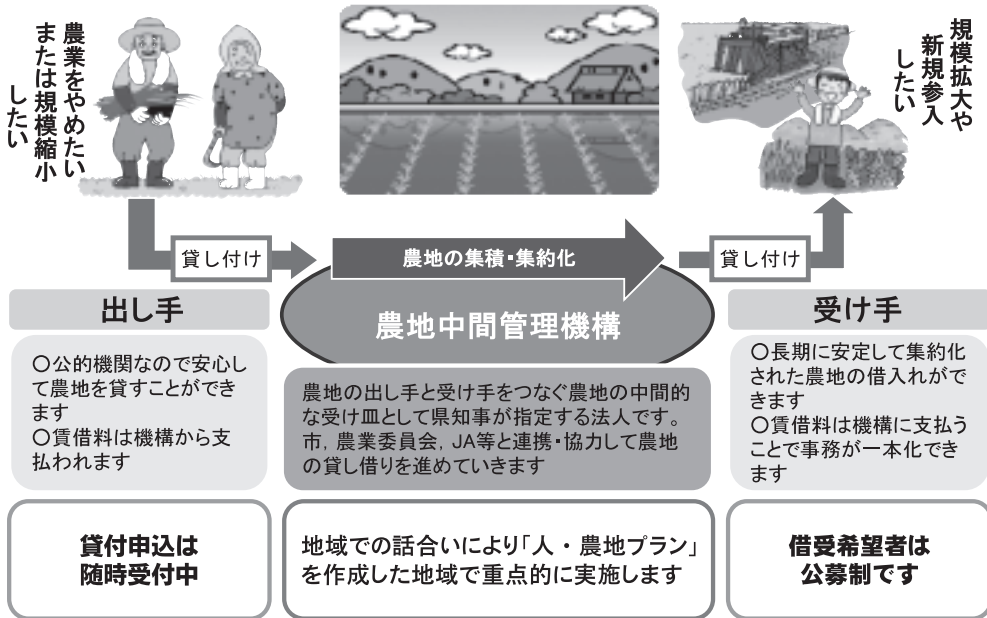 農業をやめたい
または規模縮小
したい
規模拡大や
新規参入
したい
貸し付け
農地の集積・集約化
貸し付け
出し手
農地中間管理機構
受け手
○公的機関なので安心し
て農地を貸すことができ
ます
○賃借料は機構から支
払われます
農地の出し手と受け手をつなぐ農地の中間的
な受け皿として県知事が指定する法人です。
市，農業委員会，JA等と連携・協力して農地
の貸し借りを進めていきます
○長期に安定して集約化
された農地の借入れがで
きます
○賃借料は機構に支払う
ことで事務が一本化でき
ます
貸付申込は
随時受付中
地域での話合いにより「人・農地プラン」
を作成した地域で重点的に実施します
借受希望者は
公募制です